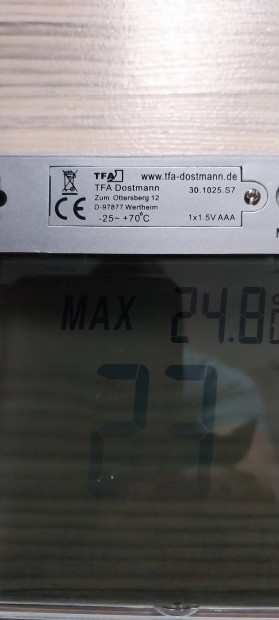 TFA www.tfa-dostmann.de
TFA Dostmann 30.1025.S7
Zum Ottersberg 12
D-97877 Wertheim
CE -25~ +70°C 1x1.5V AAA
MAX 24.8